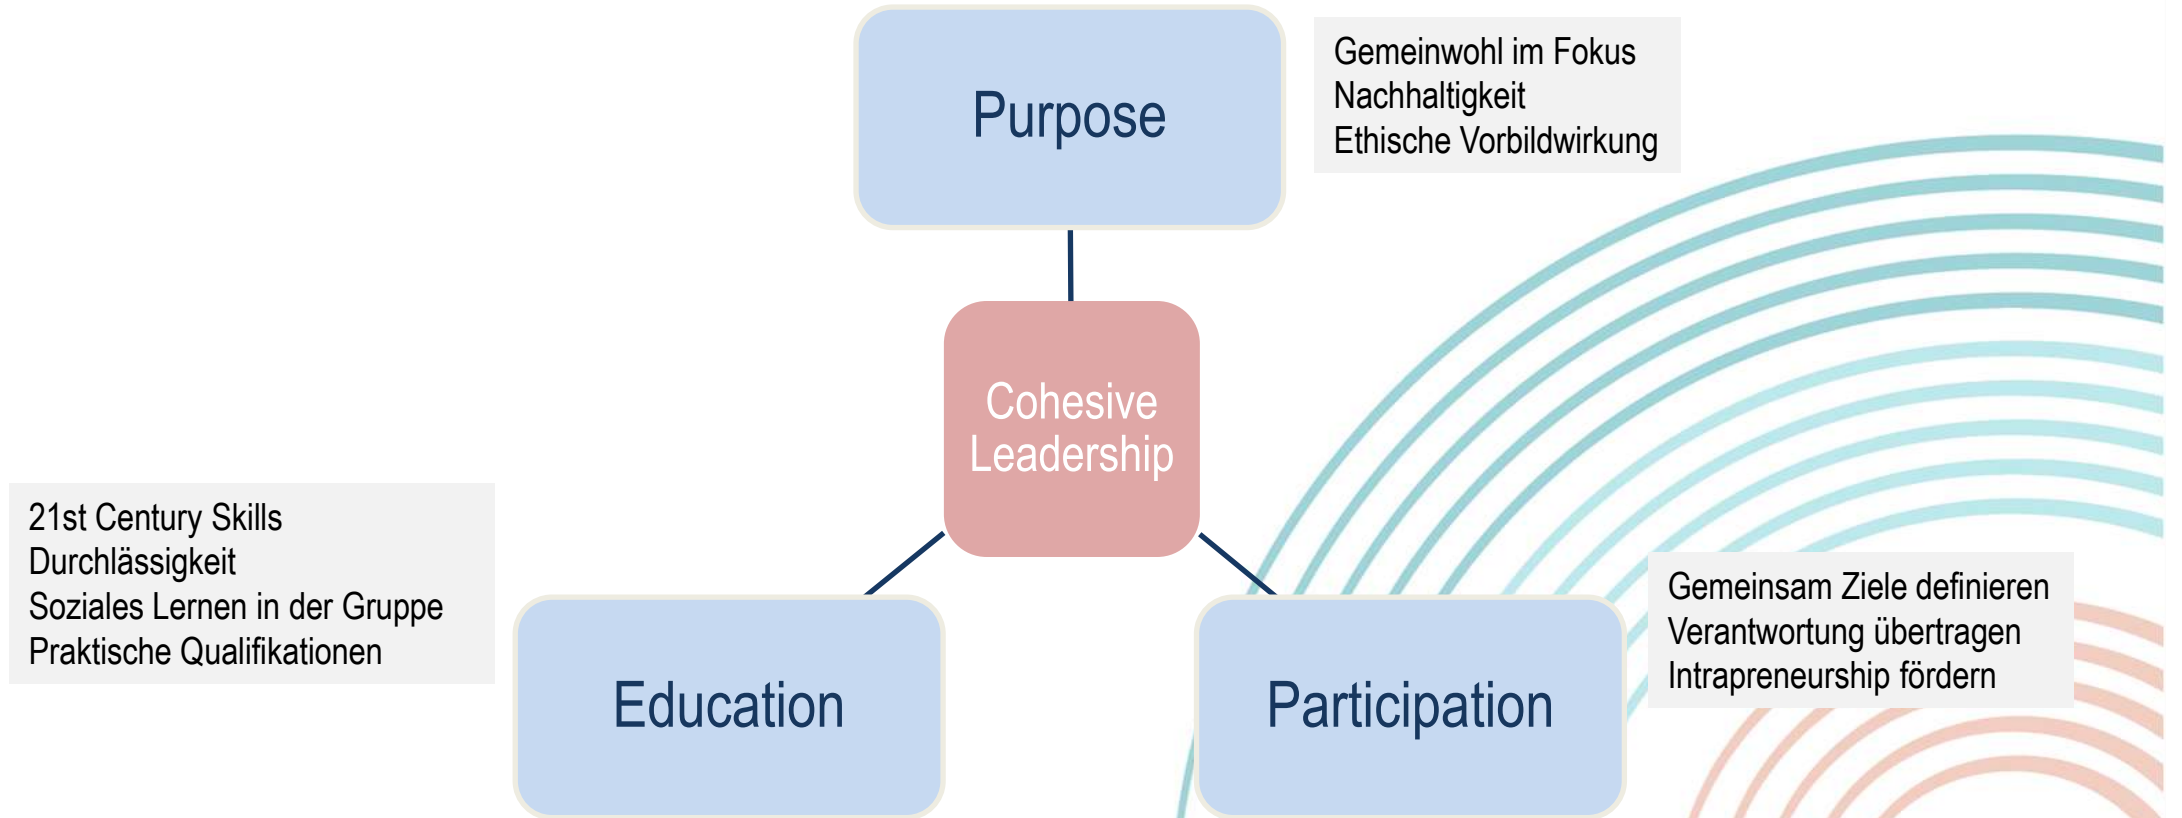 Purpose
Gemeinwohl im Fokus
Nachhaltigkeit
Ethische Vorbildwirkung
Cohesive
Leadership
21st Century Skills
Durchlässigkeit
Soziales Lernen in der Gruppe
Praktische Qualifikationen
Education
Participation
Gemeinsam Ziele definieren
Verantwortung übertragen
Intrapreneurship fördern